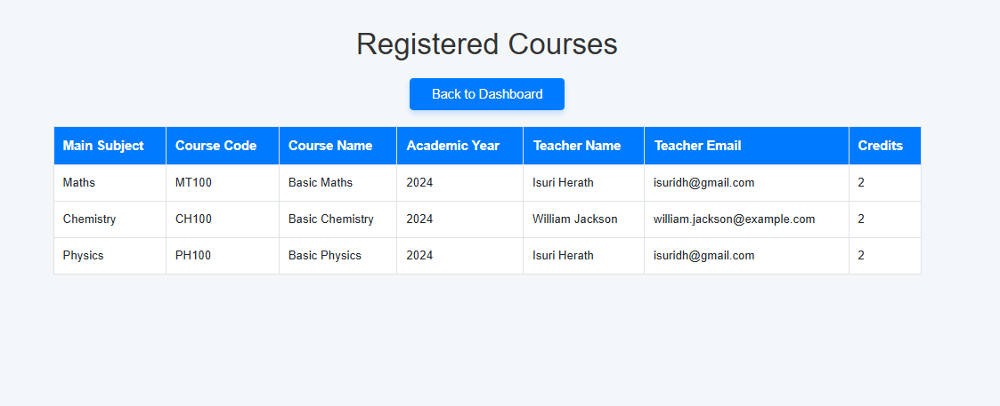 Registered Courses
Back to Dashboard
Main Subject Course Code Course Name Academic Year Teacher Name Teacher Email Credits
Maths MT100 Basic Maths 2024 Isuri Herath isuridh@gmail.com 2
Chemistry CH100 Basic Chemistry 2024 William Jackson william.jackson@example.com 2
Physics PH100 Basic Physics 2024 Isuri Herath isuridh@gmail.com 2